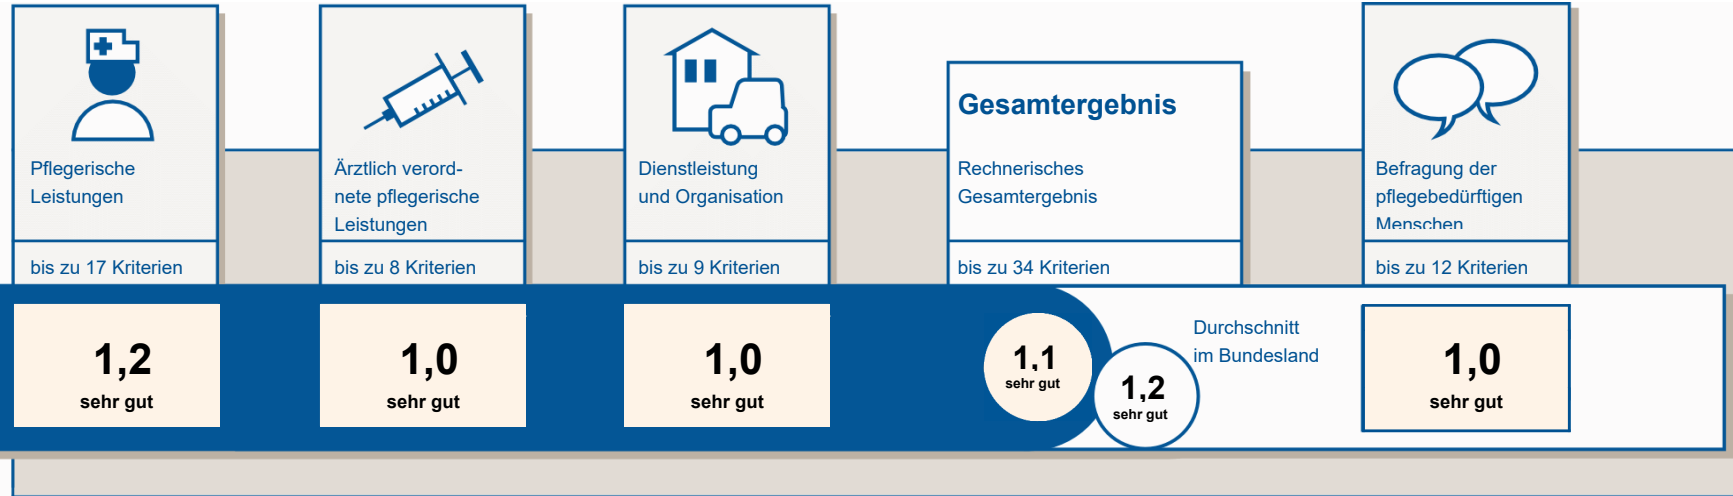 Pflegerische
Leistungen
bis zu 17 Kriterien
1,2
sehr gut
Ärztlich verord-
nete pflegerische
Leistungen
bis zu 8 Kriterien
1,0
sehr gut
Dienstleistung
und Organisation
bis zu 9 Kriterien
1,0
sehr gut
Gesamtergebnis
Rechnerisches
Gesamtergebnis
bis zu 34 Kriterien
1,1
sehr gut
1,2
sehr gut
Durchschnitt
im Bundesland
Befragung der
pflegebedürftigen
Menschen
bis zu 12 Kriterien
1,0
sehr gut